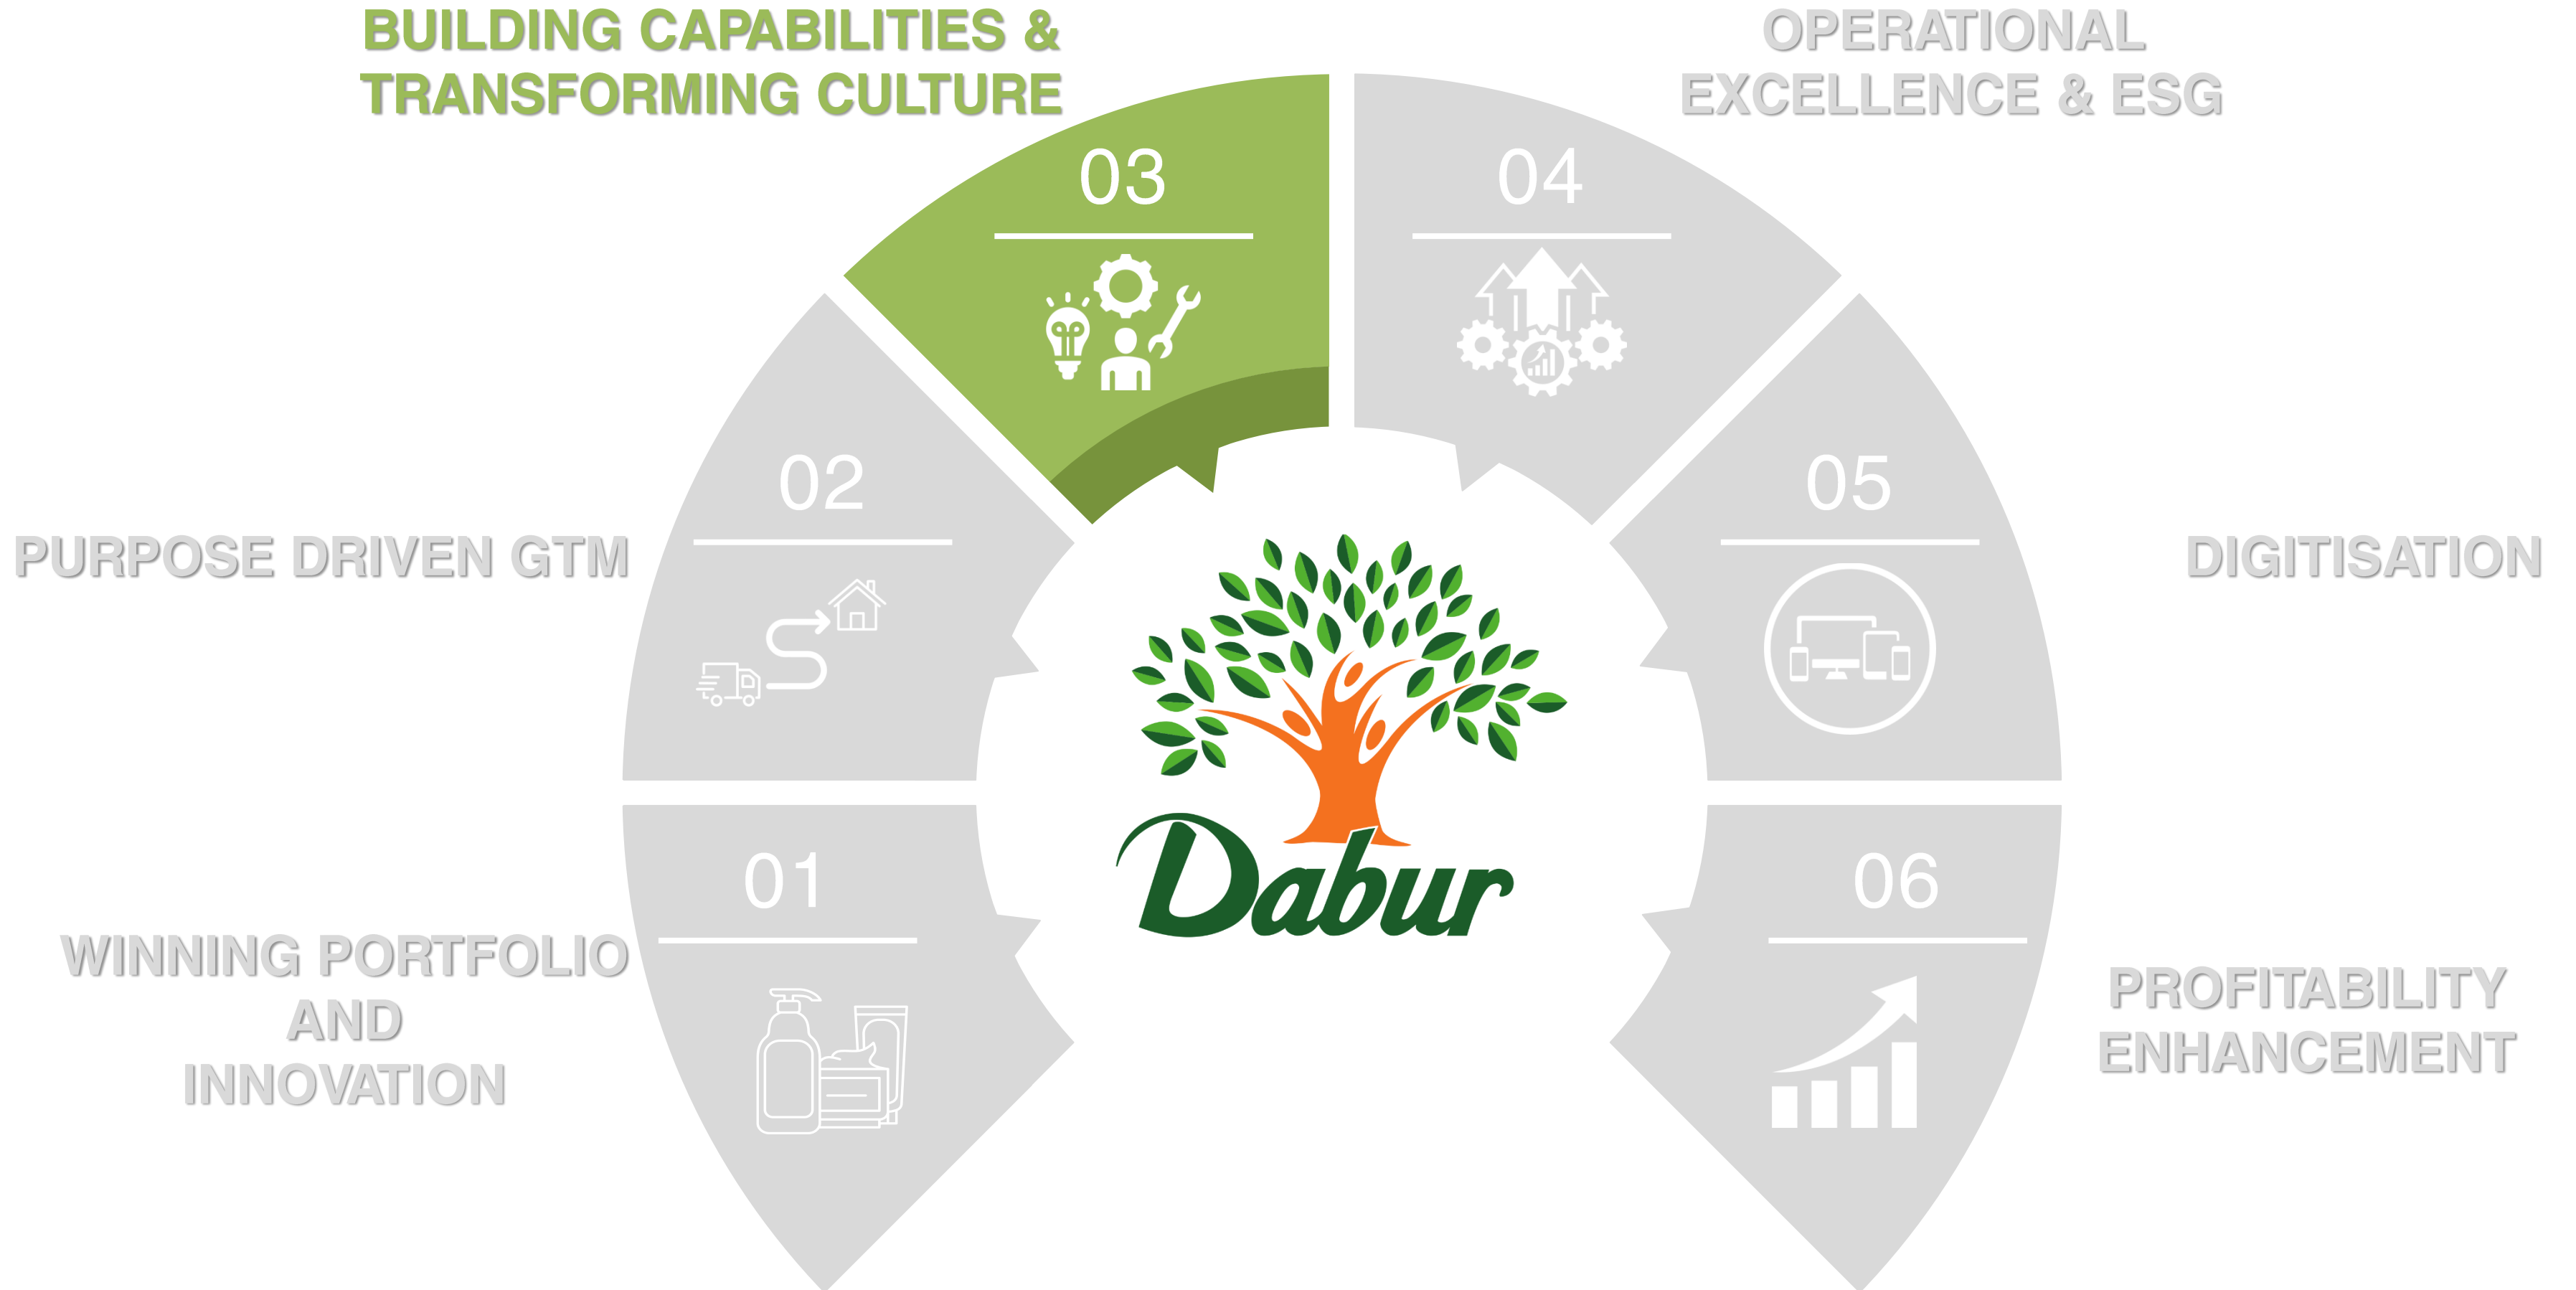 BUILDING CAPABILITIES &
TRANSFORMING CULTURE
OPERATIONAL
EXCELLENCE & ESG
03
04
02
05
PURPOSE DRIVEN GTM
DIGITISATION
Dabur
01
06
WINNING PORTFOLIO
AND
INNOVATION
PROFITABILITY
ENHANCEMENT